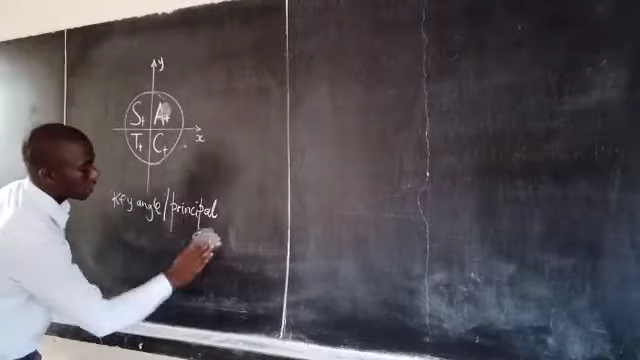 y
S+ A+
x
T+ C+
Key angle/principal